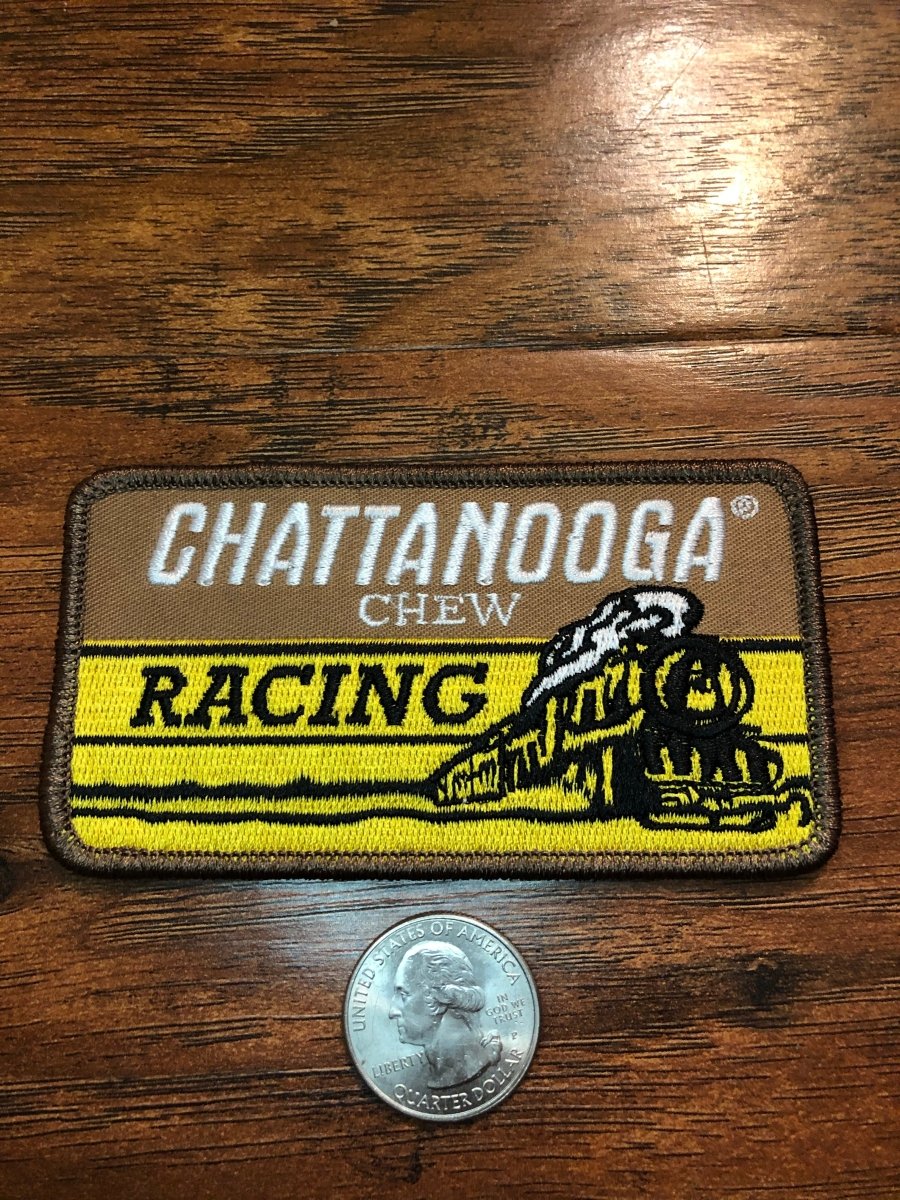 CHATTANOOGA®
CHEW
RACING
UNITED STATES OF AMERICA
IN
GOD WE
TRUST
P
LIBERTY
QUARTER DOLLAR